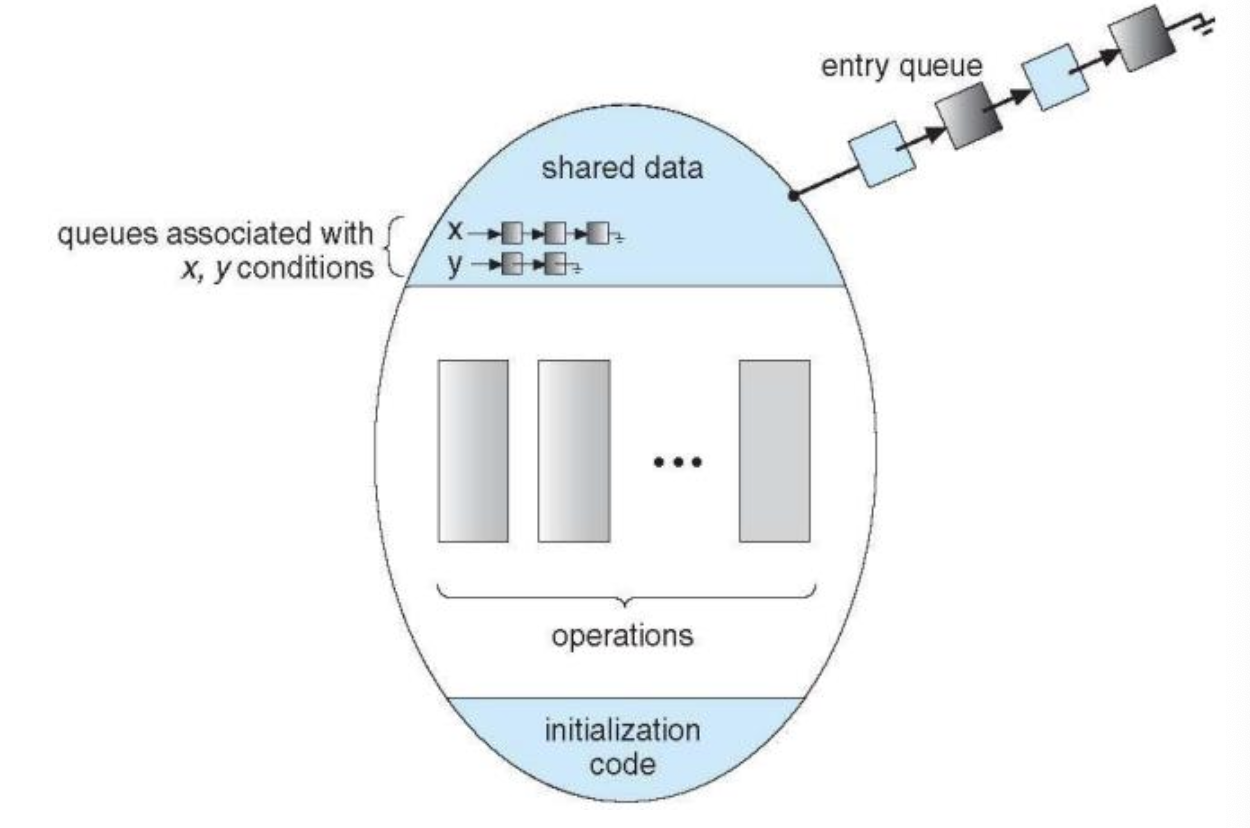 entry queue
shared data
queues associated with
x, y conditions
x
y
operations
initialization
code